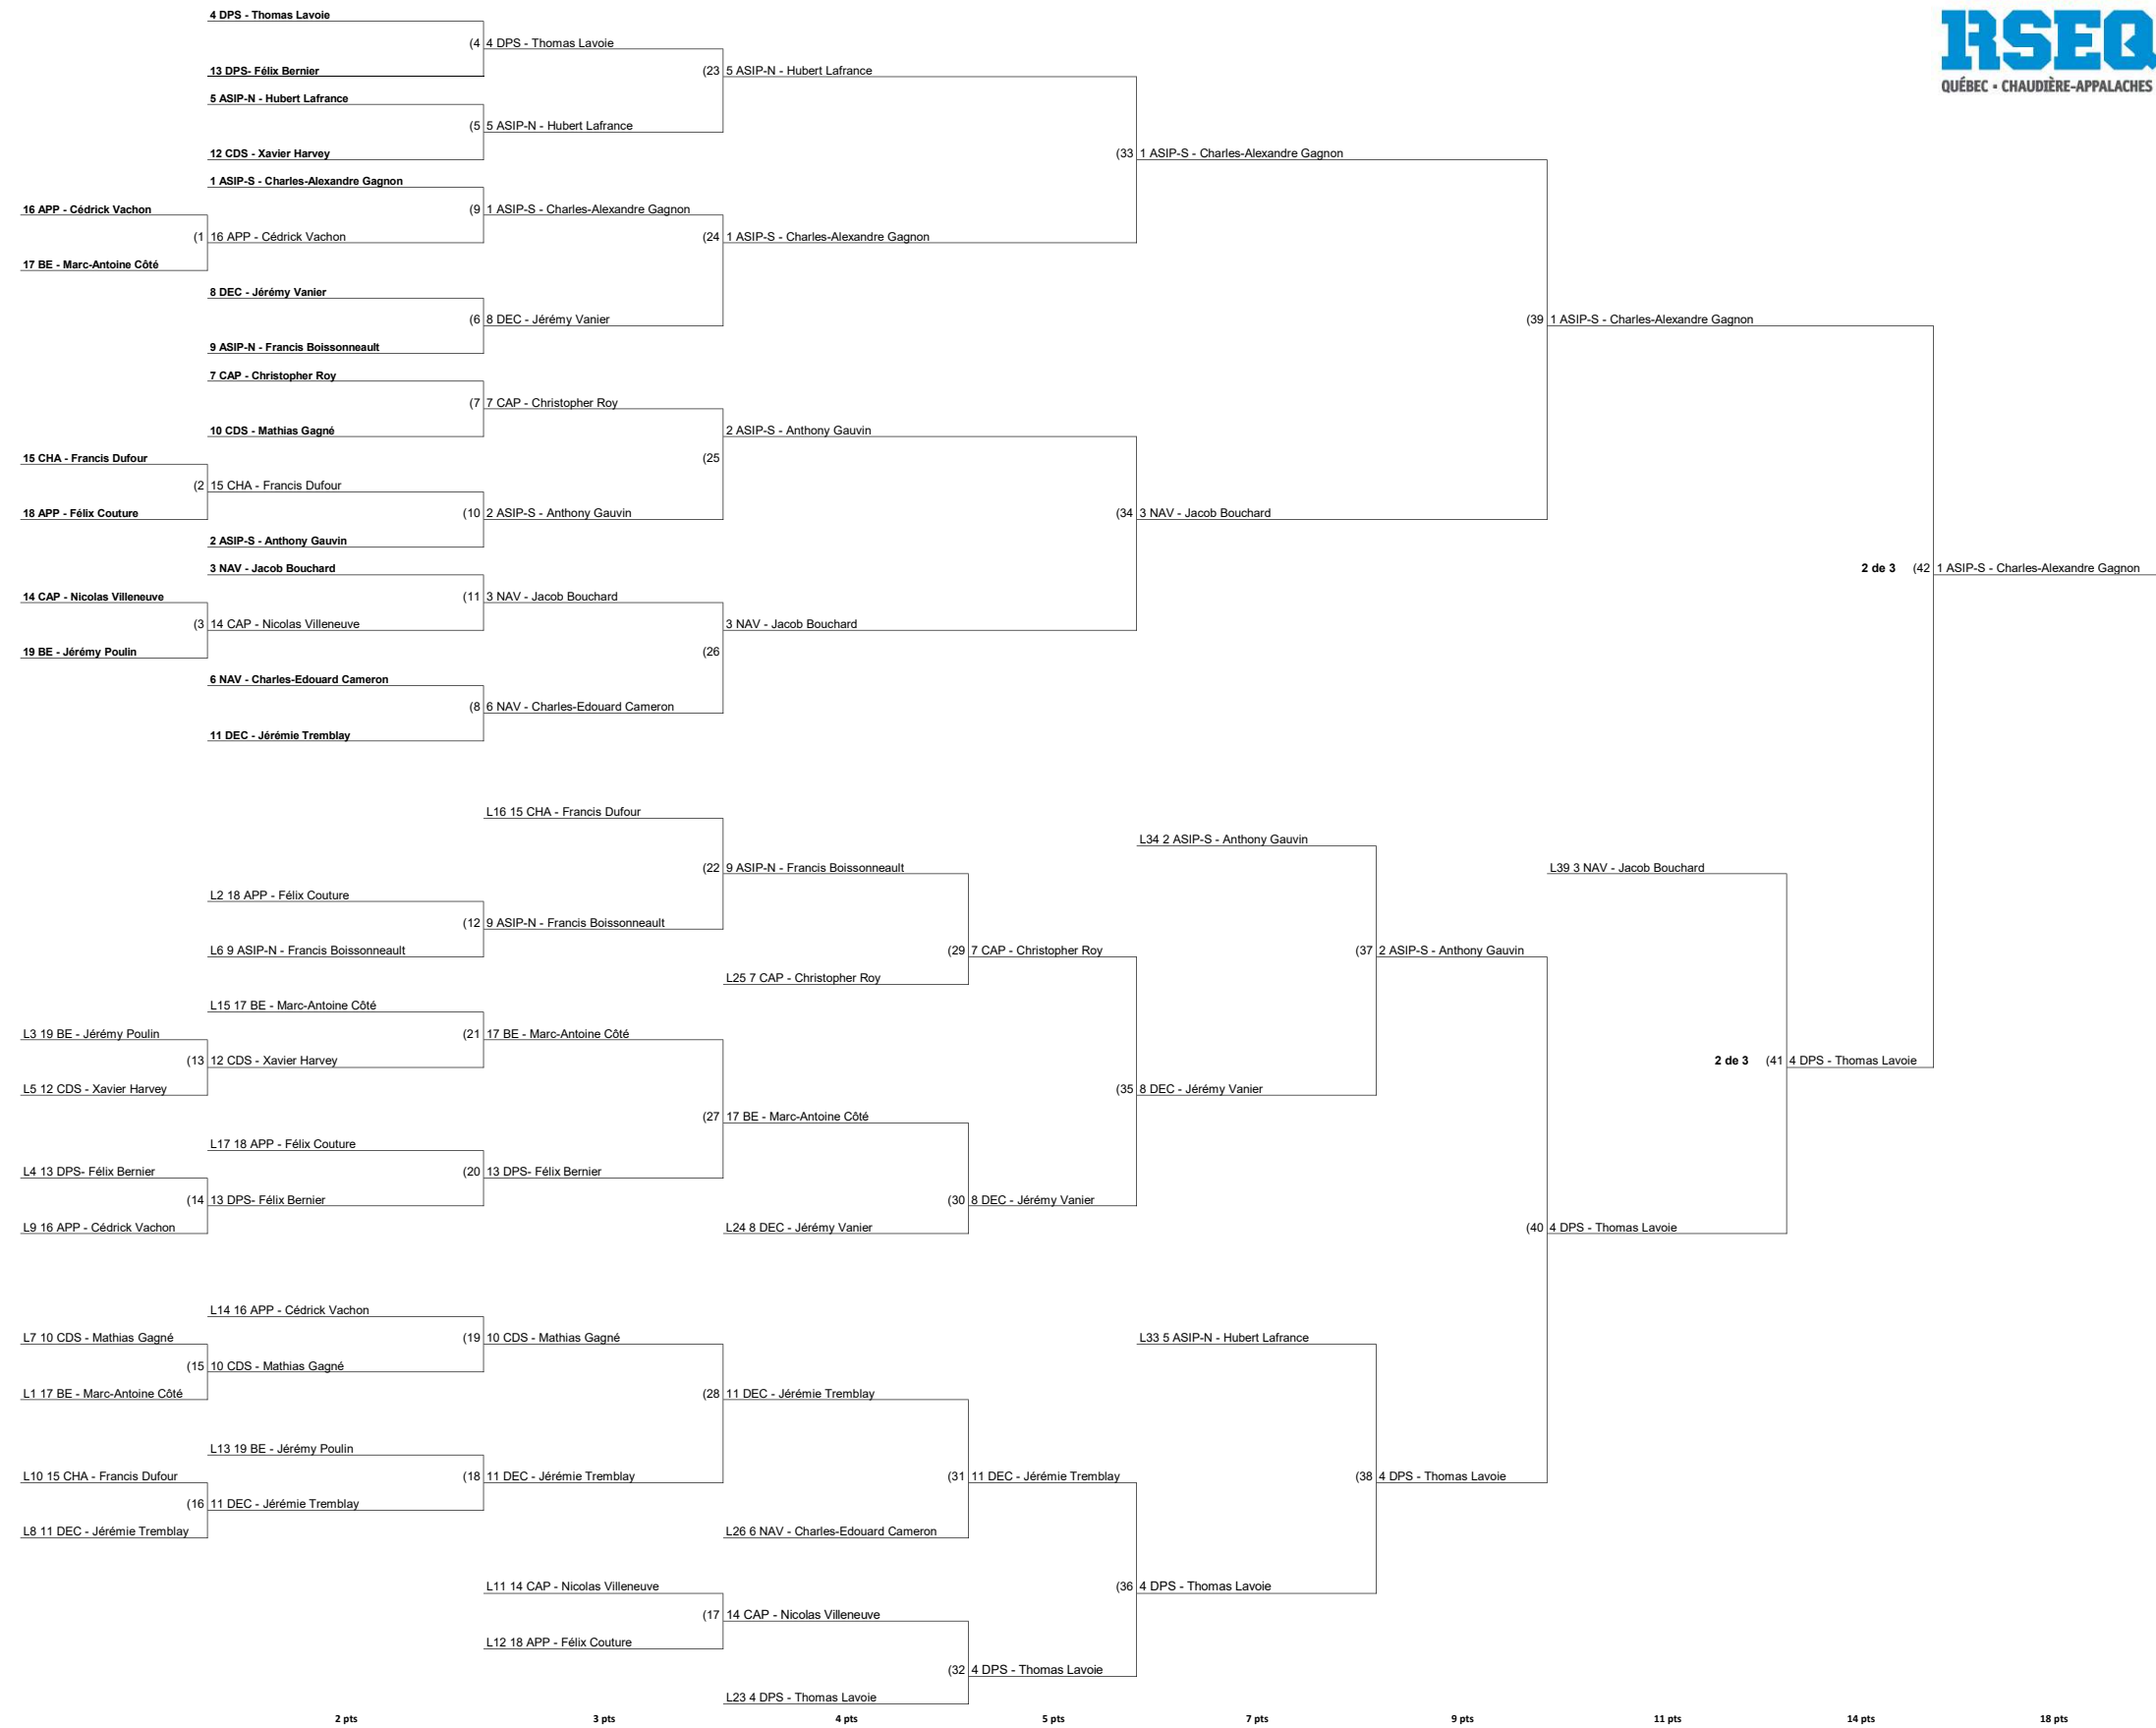 RSEQ
QUÉBEC - CHAUDIÈRE-APPALACHES
4 DPS - Thomas Lavoie
(4 4 DPS - Thomas Lavoie
13 DPS- Félix Bernier
(23 5 ASIP-N - Hubert Lafrance
5 ASIP-N - Hubert Lafrance
(5 5 ASIP-N - Hubert Lafrance
12 CDS - Xavier Harvey
(33 1 ASIP-S - Charles-Alexandre Gagnon
1 ASIP-S - Charles-Alexandre Gagnon
16 APP - Cédrick Vachon
(9 1 ASIP-S - Charles-Alexandre Gagnon
(1 16 APP - Cédrick Vachon
(24 1 ASIP-S - Charles-Alexandre Gagnon
17 BE - Marc-Antoine Côté
8 DEC - Jérémy Vanier
(6 8 DEC - Jérémy Vanier
(39 1 ASIP-S - Charles-Alexandre Gagnon
9 ASIP-N - Francis Boissonneault
7 CAP - Christopher Roy
(7 7 CAP - Christopher Roy
10 CDS - Mathias Gagné
2 ASIP-S - Anthony Gauvin
15 CHA - Francis Dufour
(25
(2 15 CHA - Francis Dufour
18 APP - Félix Couture
(10 2 ASIP-S - Anthony Gauvin
(34 3 NAV - Jacob Bouchard
2 ASIP-S - Anthony Gauvin
3 NAV - Jacob Bouchard
2 de 3 (42 1 ASIP-S - Charles-Alexandre Gagnon
14 CAP - Nicolas Villeneuve
(11 3 NAV - Jacob Bouchard
(3 14 CAP - Nicolas Villeneuve
3 NAV - Jacob Bouchard
19 BE - Jérémy Poulin
(26
6 NAV - Charles-Edouard Cameron
(8 6 NAV - Charles-Edouard Cameron
11 DEC - Jérémie Tremblay
L16 15 CHA - Francis Dufour
L34 2 ASIP-S - Anthony Gauvin
(22 9 ASIP-N - Francis Boissonneault
L39 3 NAV - Jacob Bouchard
L2 18 APP - Félix Couture
(12 9 ASIP-N - Francis Boissonneault
L6 9 ASIP-N - Francis Boissonneault
(29 7 CAP - Christopher Roy
(37 2 ASIP-S - Anthony Gauvin
L25 7 CAP - Christopher Roy
L15 17 BE - Marc-Antoine Côté
L3 19 BE - Jérémy Poulin
(21 17 BE - Marc-Antoine Côté
(13 12 CDS - Xavier Harvey
2 de 3 (41 4 DPS - Thomas Lavoie
L5 12 CDS - Xavier Harvey
(35 8 DEC - Jérémy Vanier
(27 17 BE - Marc-Antoine Côté
L17 18 APP - Félix Couture
L4 13 DPS- Félix Bernier
(20 13 DPS- Félix Bernier
(14 13 DPS- Félix Bernier
(30 8 DEC - Jérémy Vanier
L9 16 APP - Cédrick Vachon
L24 8 DEC - Jérémy Vanier
(40 4 DPS - Thomas Lavoie
L14 16 APP - Cédrick Vachon
L7 10 CDS - Mathias Gagné
(19 10 CDS - Mathias Gagné
L33 5 ASIP-N - Hubert Lafrance
(15 10 CDS - Mathias Gagné
L1 17 BE - Marc-Antoine Côté
(28 11 DEC - Jérémie Tremblay
L13 19 BE - Jérémy Poulin
L10 15 CHA - Francis Dufour
(18 11 DEC - Jérémie Tremblay
(31 11 DEC - Jérémie Tremblay
(38 4 DPS - Thomas Lavoie
(16 11 DEC - Jérémie Tremblay
L8 11 DEC - Jérémie Tremblay
L26 6 NAV - Charles-Edouard Cameron
L11 14 CAP - Nicolas Villeneuve
(36 4 DPS - Thomas Lavoie
(17 14 CAP - Nicolas Villeneuve
L12 18 APP - Félix Couture
(32 4 DPS - Thomas Lavoie
L23 4 DPS - Thomas Lavoie
2 pts 3 pts 4 pts 5 pts 7 pts 9 pts 11 pts 14 pts 18 pts